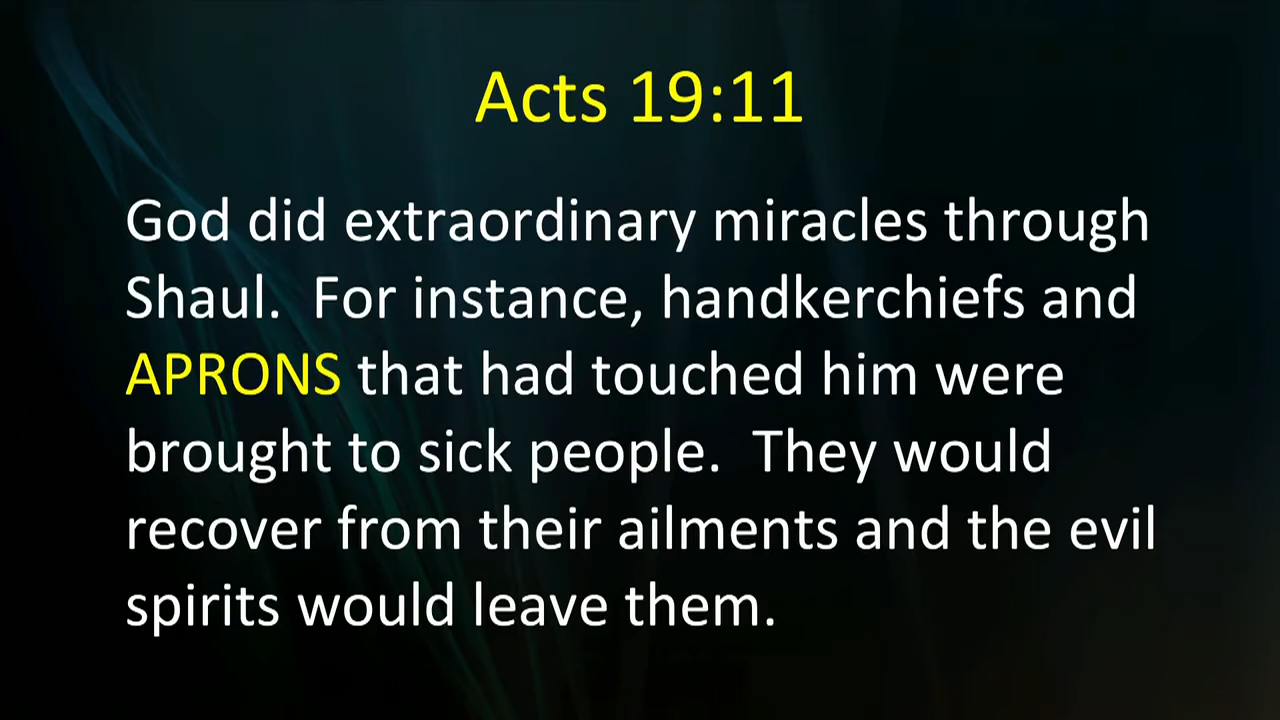 Acts 19:11
God did extraordinary miracles through
Shaul.  For instance, handkerchiefs and
APRONS that had touched him were
brought to sick people.  They would
recover from their ailments and the evil
spirits would leave them.